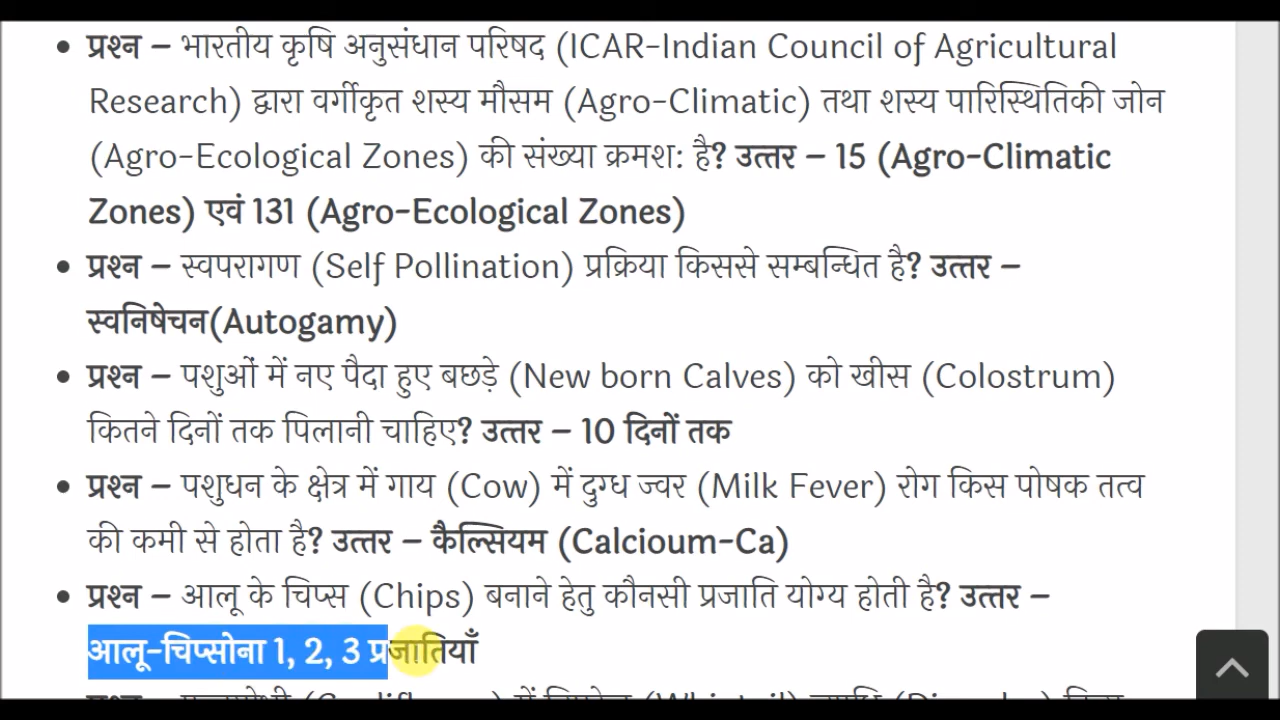 प्रश्न – भारतीय कृषि अनुसंधान परिषद (ICAR-Indian Council of Agricultural
Research) द्वारा वर्गीकृत शस्य मौसम (Agro-Climatic) तथा शस्य पारिस्थितिकी जोन
(Agro-Ecological Zones) की संख्या क्रमश: है? उत्तर – 15 (Agro-Climatic
Zones) एवं 131 (Agro-Ecological Zones)
प्रश्न – स्वपरागण (Self Pollination) प्रक्रिया किससे सम्बन्धित है? उत्तर –
स्वनिषेचन(Autogamy)
प्रश्न – पशुओं में नए पैदा हुए बछड़े (New born Calves) को खीस (Colostrum)
कितने दिनों तक पिलानी चाहिए? उत्तर – 10 दिनों तक
प्रश्न – पशुधन के क्षेत्र में गाय (Cow) में दुग्ध ज्वर (Milk Fever) रोग किस पोषक तत्व
की कमी से होता है? उत्तर – कैल्सियम (Calcioum-Ca)
प्रश्न – आलू के चिप्स (Chips) बनाने हेतु कौनसी प्रजाति योग्य होती है? उत्तर –
आलू-चिप्सोना 1, 2, 3 प्रजातियाँ